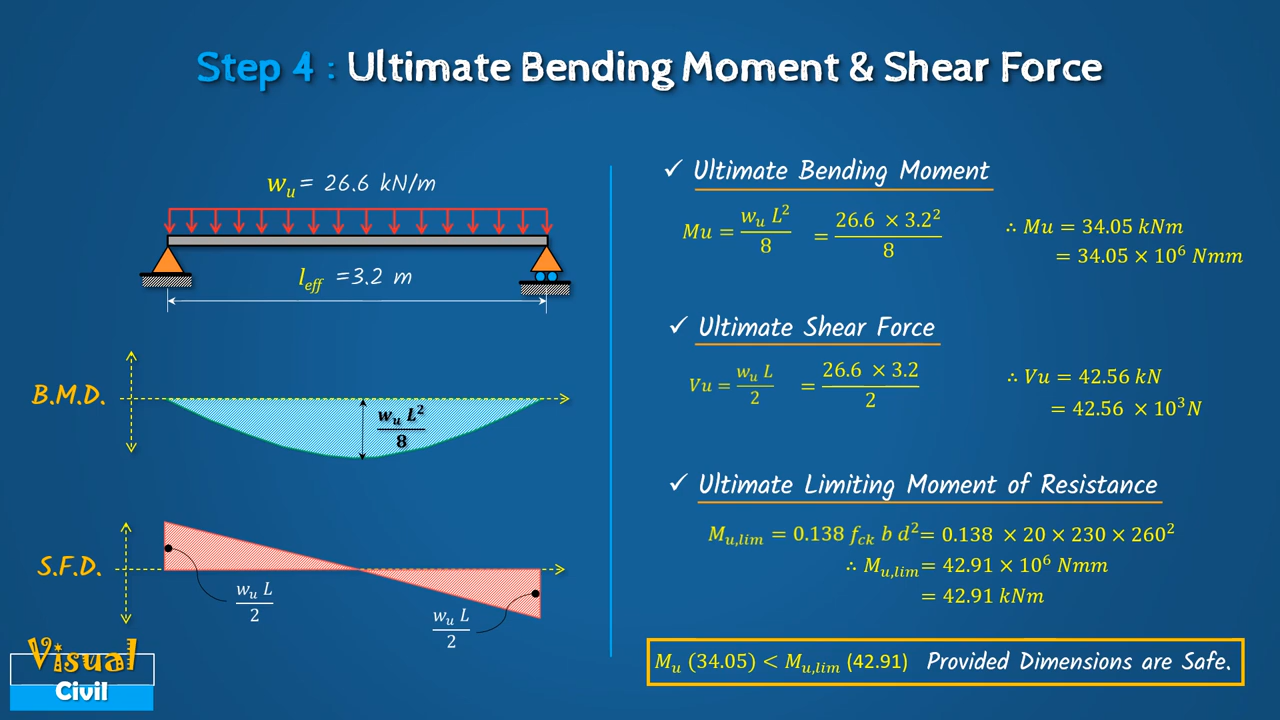 Step 4 : Ultimate Bending Moment & Shear Force
w_u = 26.6 kN/m
l_eff =3.2 m
B.M.D.
w_u L² / 8
S.F.D.
w_u L / 2
w_u L / 2
Visual
Civil
✓ Ultimate Bending Moment
Mu = w_u L² / 8 = 26.6 × 3.2² / 8 ∴ Mu = 34.05 kNm
= 34.05 × 10⁶ Nmm
✓ Ultimate Shear Force
Vu = w_u L / 2 = 26.6 × 3.2 / 2 ∴ Vu = 42.56 kN
= 42.56 × 10³N
✓ Ultimate Limiting Moment of Resistance
M_u,lim = 0.138 f_ck b d² = 0.138 × 20 × 230 × 260²
∴ M_u,lim = 42.91 × 10⁶ Nmm
= 42.91 kNm
M_u (34.05) < M_u,lim (42.91) Provided Dimensions are Safe.